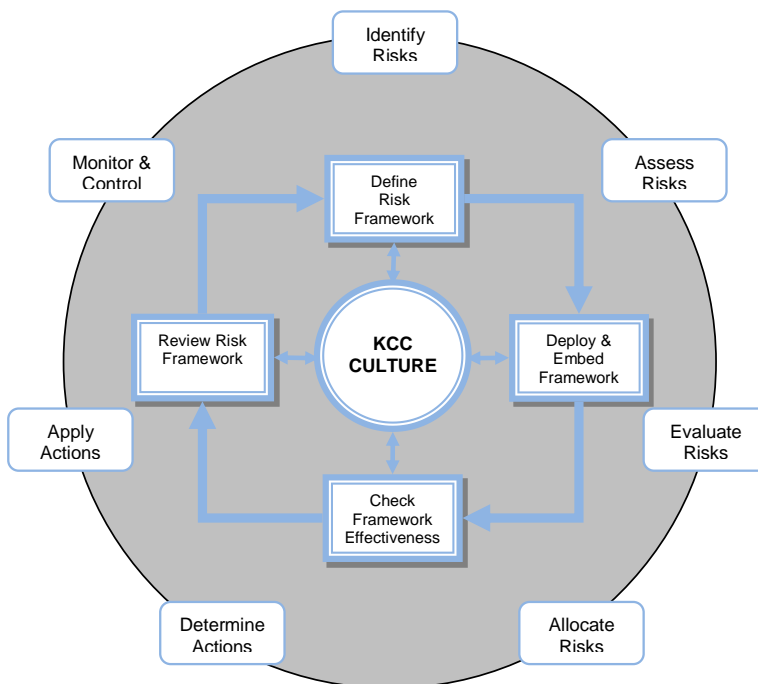 Identify
Risks
Monitor &
Control
Assess
Risks
Define
Risk
Framework
Review Risk
Framework
KCC
CULTURE
Deploy &
Embed
Framework
Apply
Actions
Evaluate
Risks
Check
Framework
Effectiveness
Determine
Actions
Allocate
Risks